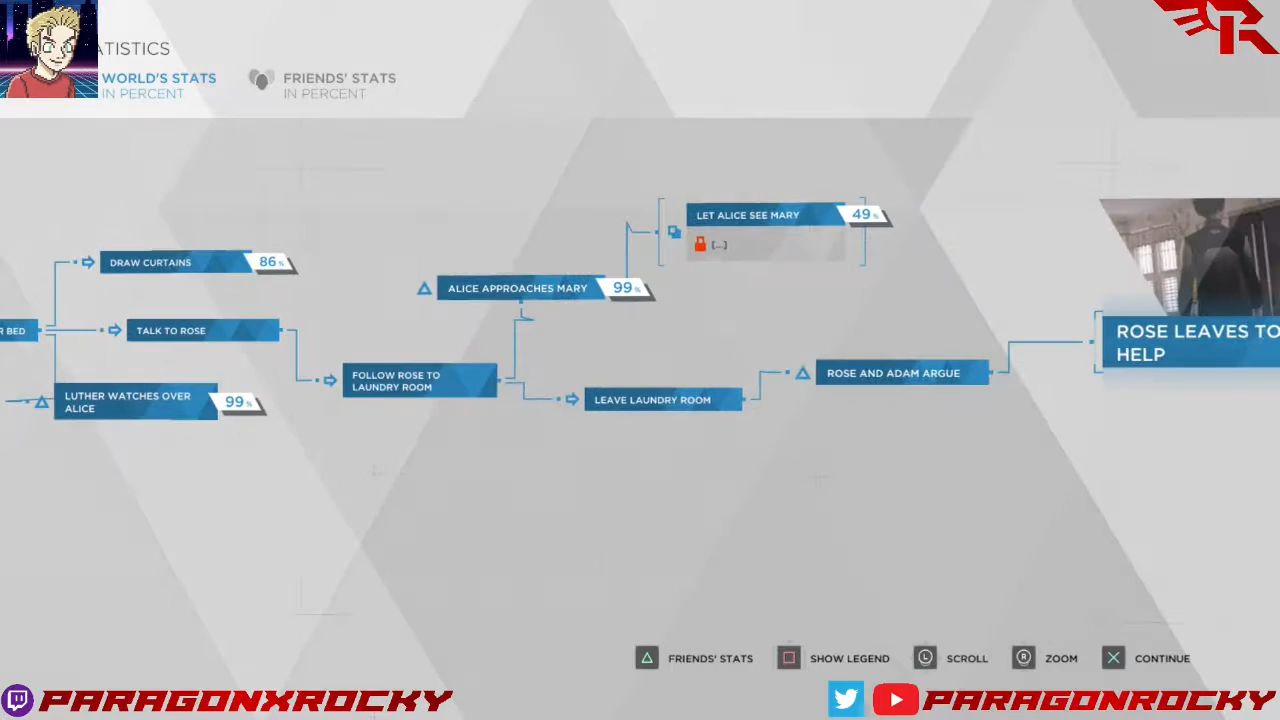 ATISTICS
WORLD'S STATS
IN PERCENT
FRIENDS' STATS
IN PERCENT
LET ALICE SEE MARY 49%
[...]
DRAW CURTAINS 86%
ALICE APPROACHES MARY 99%
R BED
TALK TO ROSE
FOLLOW ROSE TO
LAUNDRY ROOM
ROSE LEAVES TO
HELP
ROSE AND ADAM ARGUE
LUTHER WATCHES OVER
ALICE
99%
LEAVE LAUNDRY ROOM
FRIENDS' STATS
SHOW LEGEND
L SCROLL
R ZOOM
CONTINUE
PARAGONXROCKY
PARAGONROCKY